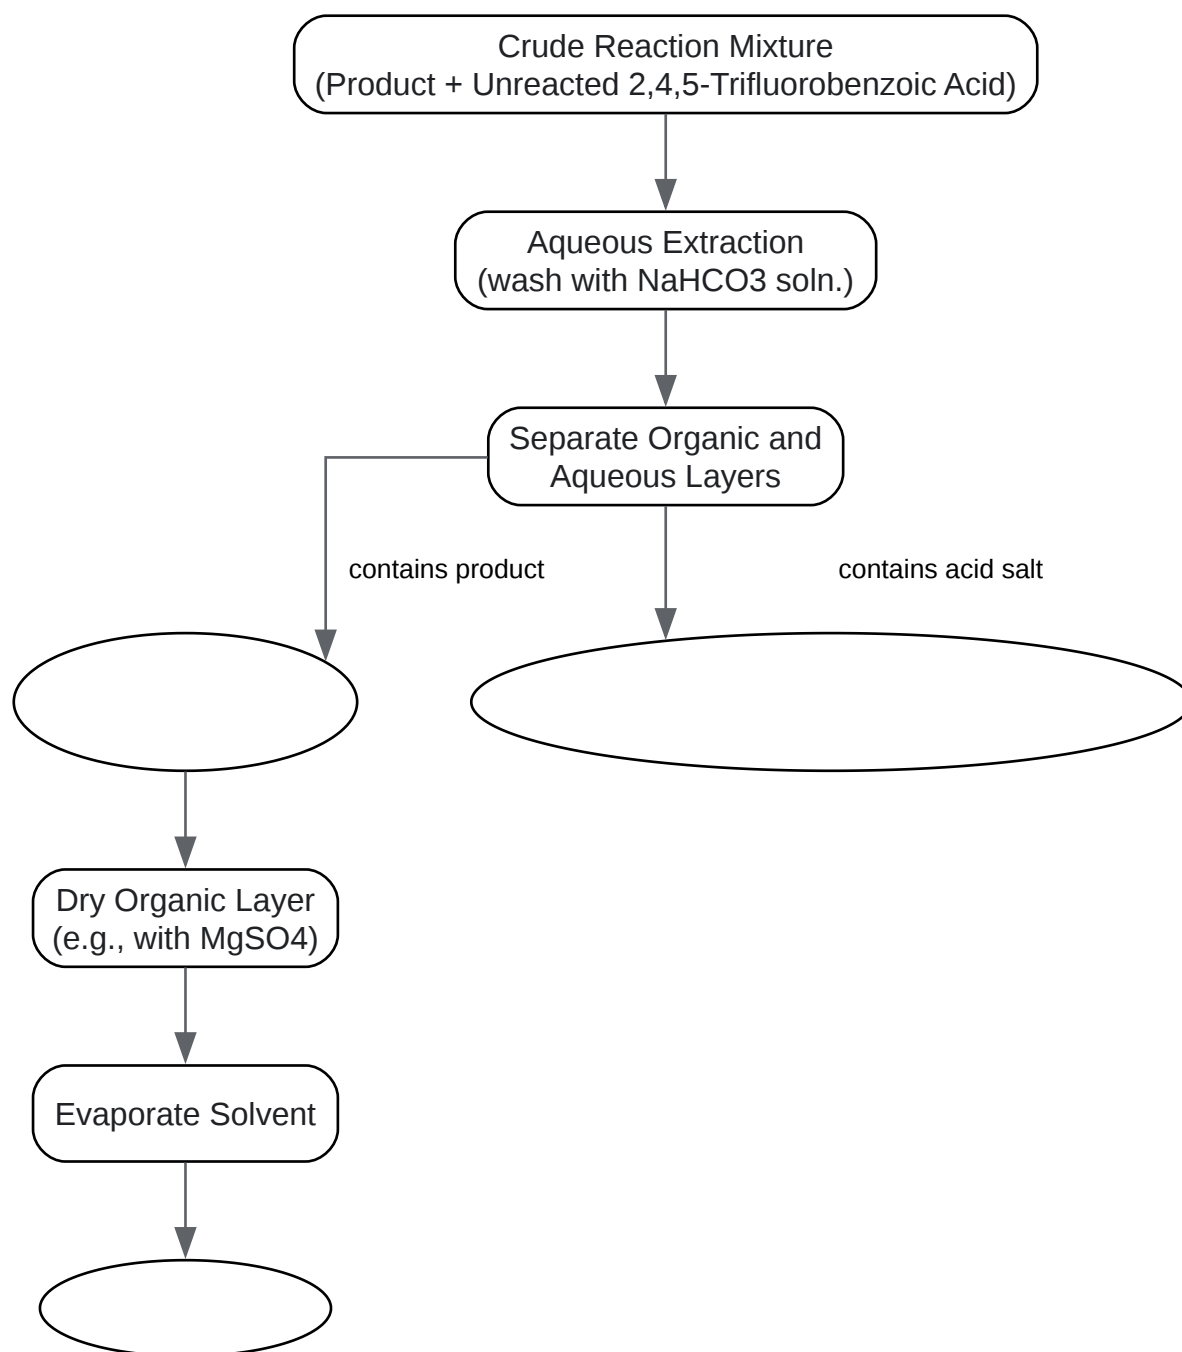 Crude Reaction Mixture
(Product + Unreacted 2,4,5-Trifluorobenzoic Acid)
Aqueous Extraction
(wash with NaHCO3 soln.)
Separate Organic and
Aqueous Layers
contains product
contains acid salt
Dry Organic Layer
(e.g., with MgSO4)
Evaporate Solvent